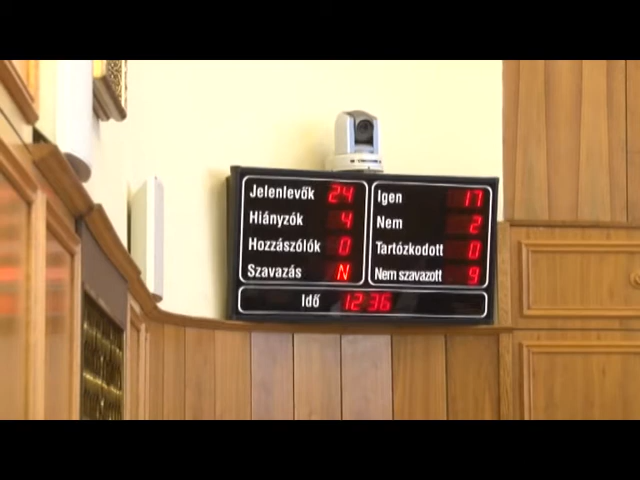 Jelenlevők 24
Hiányzók 4
Hozzászólók 0
Szavazás N
Igen 17
Nem 2
Tartózkodott 0
Nem szavazott 9
Idő 12:36